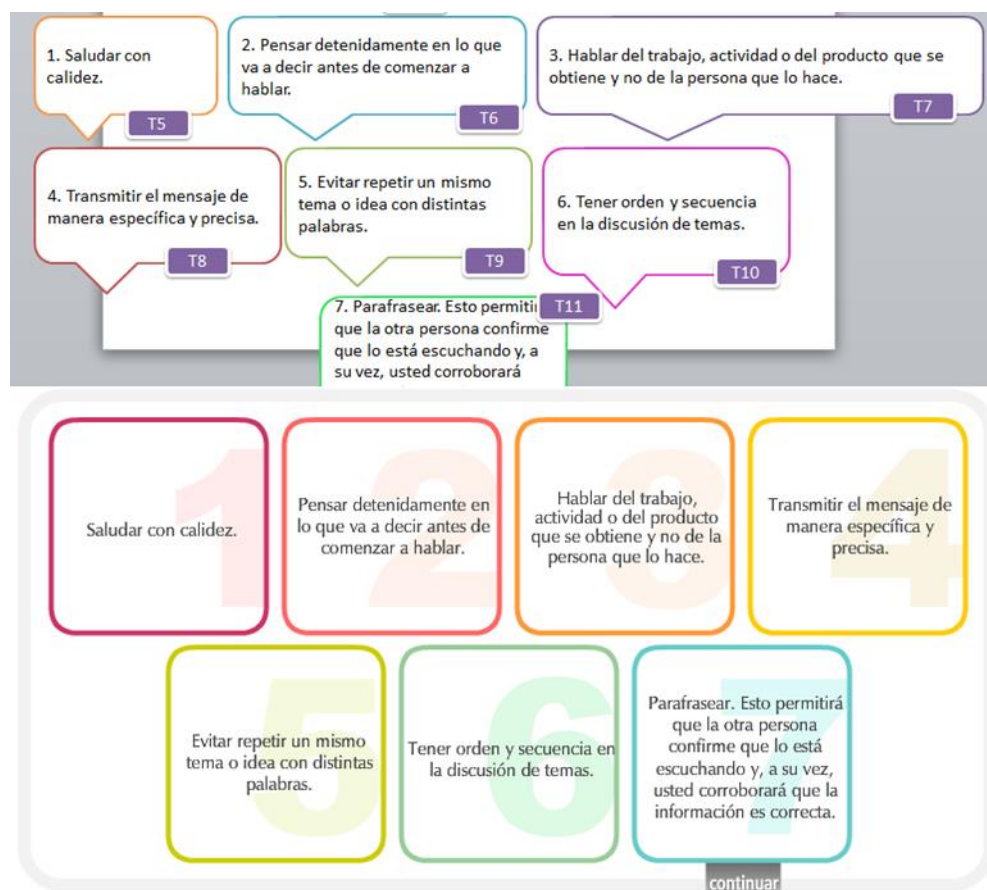 1. Saludar con
calidez.
T5
2. Pensar detenidamente en lo que
va a decir antes de comenzar a
hablar.
T6
3. Hablar del trabajo, actividad o del producto que se
obtiene y no de la persona que lo hace.
T7
4. Transmitir el mensaje de
manera específica y precisa.
T8
5. Evitar repetir un mismo
tema o idea con distintas
palabras.
T9
6. Tener orden y secuencia
en la discusión de temas.
T10
7. Parafrasear. Esto permitirá
T11
que la otra persona confirme
que lo está escuchando y, a
su vez, usted corroborará
1
Saludar con calidez.
2
Pensar detenidamente en
lo que va a decir antes de
comenzar a hablar.
3
Hablar del trabajo,
actividad o del producto
que se obtiene y no de la
persona que lo hace.
4
Transmitir el mensaje de
manera específica y
precisa.
5
Evitar repetir un mismo
tema o idea con distintas
palabras.
6
Tener orden y secuencia en
la discusión de temas.
7
Parafrasear. Esto permitirá
que la otra persona
confirme que lo está
escuchando y, a su vez,
usted corroborará que la
información es correcta.
continuar